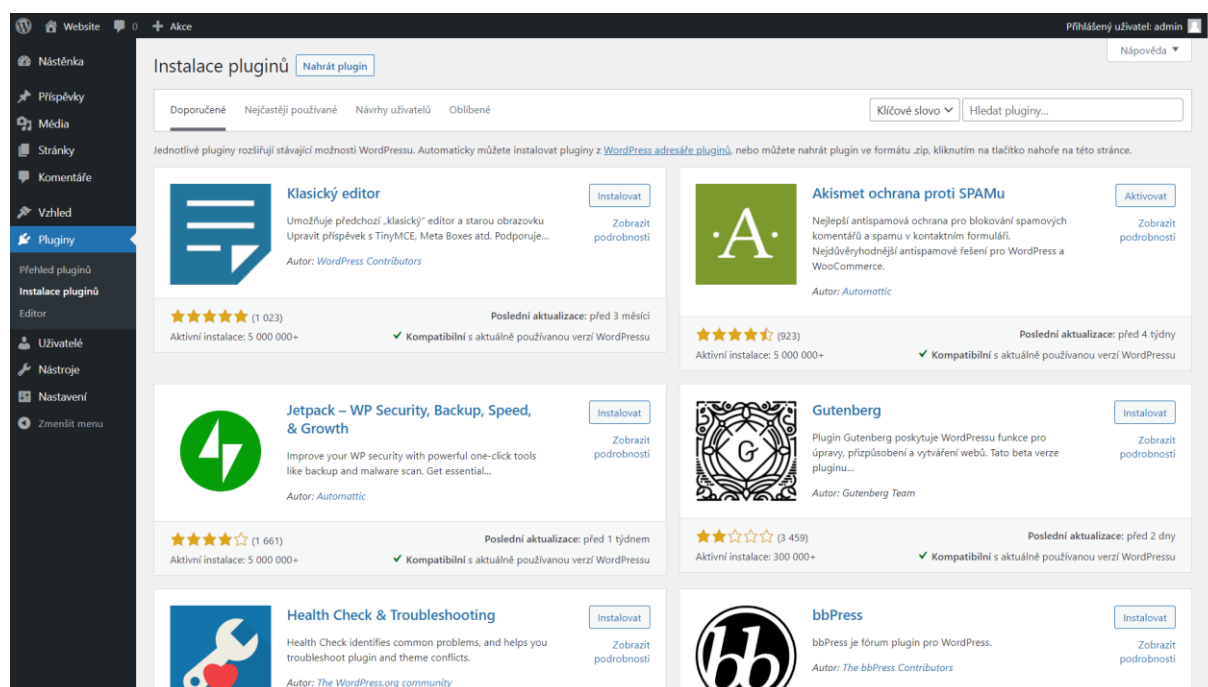 Website 0 Akce
Přihlášený uživatel: admin
Nástěnka
Příspěvky
Média
Stránky
Komentáře
Vzhled
Pluginy
Přehled pluginů
Instalace pluginů
Editor
Uživatelé
Nástroje
Nastavení
Zmenšit menu
Nápověda
Instalace pluginů
Nahrát plugin
Doporučené Nejčastěji používané Návrhy uživatelů Oblíbené
Klíčové slovo
Hledat pluginy...
Jednotlivé pluginy rozšiřují stávající možnosti WordPressu. Automaticky můžete instalovat pluginy z WordPress adresáře pluginů, nebo můžete nahrát plugin ve formátu .zip, kliknutím na tlačítko nahoře na této stránce.
Klasický editor
Instalovat
Umožňuje předchozí „klasický“ editor a starou obrazovku
Upravit příspěvek s TinyMCE, Meta Boxes atd. Podporuje...
Zobrazit
podrobnosti
Autor: WordPress Contributors
(1 023)
Poslední aktualizace: před 3 měsíci
Aktivní instalace: 5 000 000+
Kompatibilní s aktuálně používanou verzí WordPressu
·A·
Akismet ochrana proti SPAMu
Aktivovat
Nejlepší antispamová ochrana pro blokování spamových
komentářů a spamu v kontaktním formuláři.
Nejdůvěryhodnější antispamové řešení pro WordPress a
WooCommerce.
Zobrazit
podrobnosti
Autor: Automattic
(923)
Poslední aktualizace: před 4 týdny
Aktivní instalace: 5 000 000+
Kompatibilní s aktuálně používanou verzí WordPressu
Jetpack – WP Security, Backup, Speed,
& Growth
Instalovat
Improve your WP security with powerful one-click tools
like backup and malware scan. Get essential...
Zobrazit
podrobnosti
Autor: Automattic
(1 661)
Poslední aktualizace: před 1 týdnem
Aktivní instalace: 5 000 000+
Kompatibilní s aktuálně používanou verzí WordPressu
G
Gutenberg
Instalovat
Plugin Gutenberg poskytuje WordPressu funkce pro
úpravy, přizpůsobení a vytváření webů. Tato beta verze
pluginu...
Zobrazit
podrobnosti
Autor: Gutenberg Team
(3 459)
Poslední aktualizace: před 2 dny
Aktivní instalace: 300 000+
Kompatibilní s aktuálně používanou verzí WordPressu
Health Check & Troubleshooting
Instalovat
Health Check identifies common problems, and helps you
troubleshoot plugin and theme conflicts.
Zobrazit
podrobnosti
Autor: The WordPress.org community
bb
bbPress
Instalovat
bbPress je fórum plugin pro WordPress.
Zobrazit
podrobnosti
Autor: The bbPress Contributors